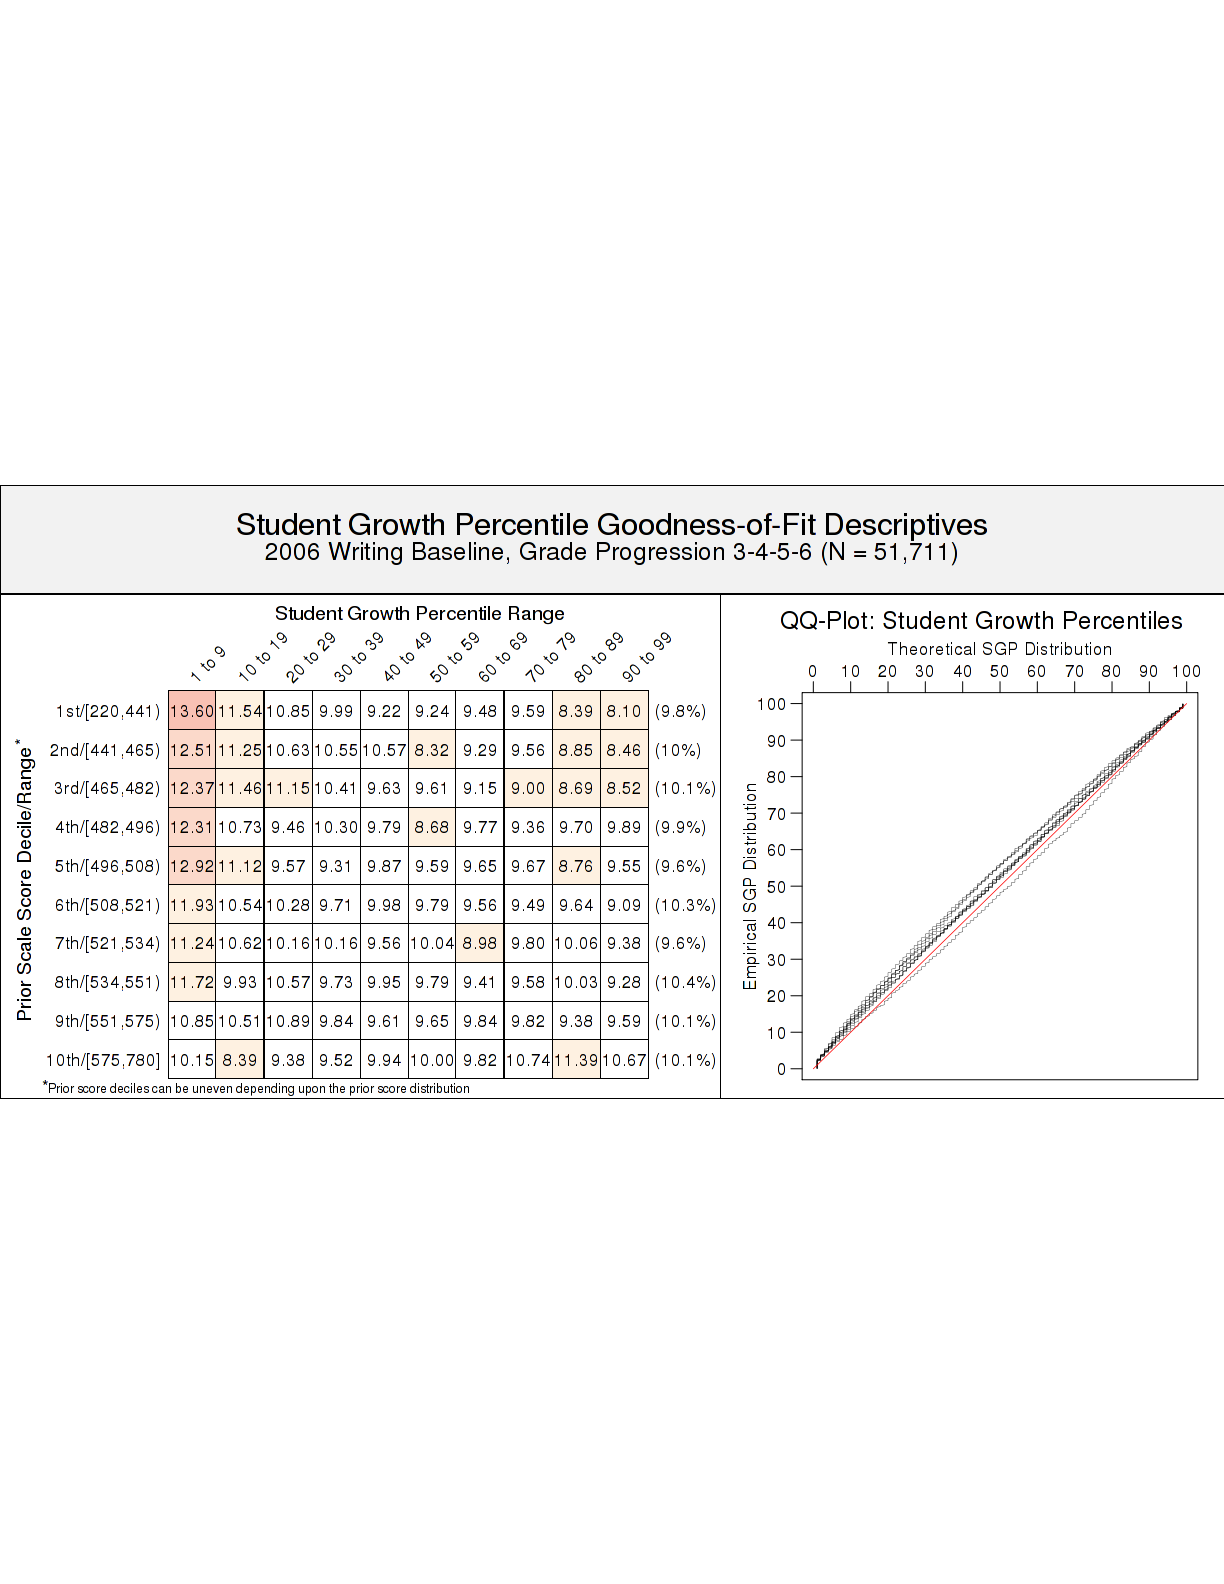 Student Growth Percentile Goodness-of-Fit Descriptives
2006 Writing Baseline, Grade Progression 3-4-5-6 (N = 51,711)
Student Growth Percentile Range
1 to 9 10 to 19 20 to 29 30 to 39 40 to 49 50 to 59 60 to 69 70 to 79 80 to 89 90 to 99
Prior Scale Score Decile/Range*
1st/[220,441) 13.60 11.54 10.85 9.99 9.22 9.24 9.48 9.59 8.39 8.10 (9.8%)
2nd/[441,465) 12.51 11.25 10.63 10.55 10.57 8.32 9.29 9.56 8.85 8.46 (10%)
3rd/[465,482) 12.37 11.46 11.15 10.41 9.63 9.61 9.15 9.00 8.69 8.52 (10.1%)
4th/[482,496) 12.31 10.73 9.46 10.30 9.79 8.68 9.77 9.36 9.70 9.89 (9.9%)
5th/[496,508) 12.92 11.12 9.57 9.31 9.87 9.59 9.65 9.67 8.76 9.55 (9.6%)
6th/[508,521) 11.93 10.54 10.28 9.71 9.98 9.79 9.56 9.49 9.64 9.09 (10.3%)
7th/[521,534) 11.24 10.62 10.16 10.16 9.56 10.04 8.98 9.80 10.06 9.38 (9.6%)
8th/[534,551) 11.72 9.93 10.57 9.73 9.95 9.79 9.41 9.58 10.03 9.28 (10.4%)
9th/[551,575) 10.85 10.51 10.89 9.84 9.61 9.65 9.84 9.82 9.38 9.59 (10.1%)
10th/[575,780] 10.15 8.39 9.38 9.52 9.94 10.00 9.82 10.74 11.39 10.67 (10.1%)
*Prior score deciles can be uneven depending upon the prior score distribution
QQ-Plot: Student Growth Percentiles
Theoretical SGP Distribution
0 10 20 30 40 50 60 70 80 90 100
Empirical SGP Distribution
100
90
80
70
60
50
40
30
20
10
0